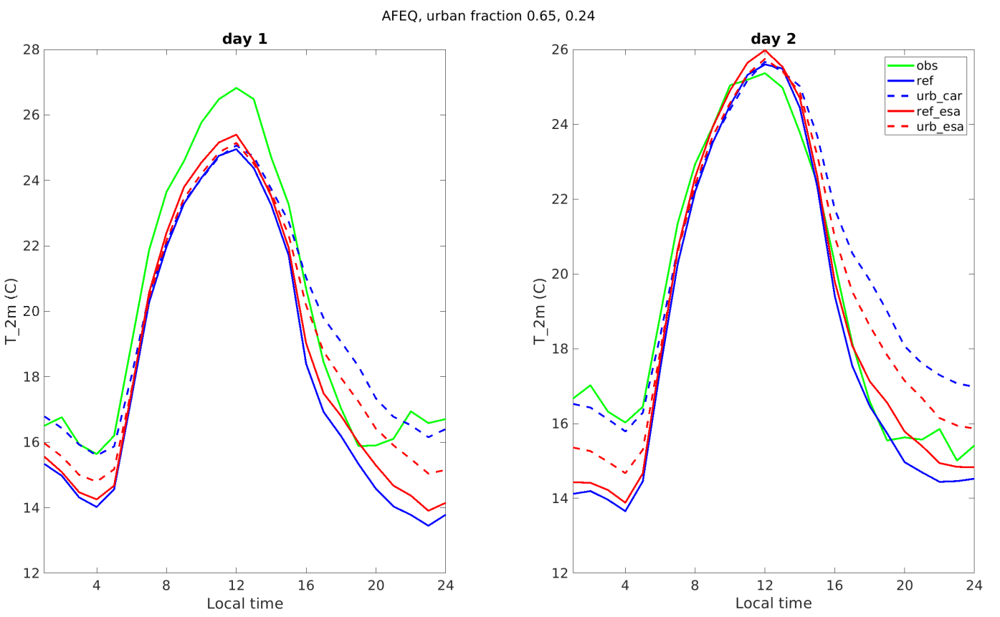 AFEQ, urban fraction 0.65, 0.24
day 1
28
26
24
22
20
18
16
14
12
4
8
12
16
20
24
T_2m (C)
Local time
day 2
26
24
22
20
18
16
14
12
4
8
12
16
20
24
T_2m (C)
Local time
obs
ref
urb_car
ref_esa
urb_esa